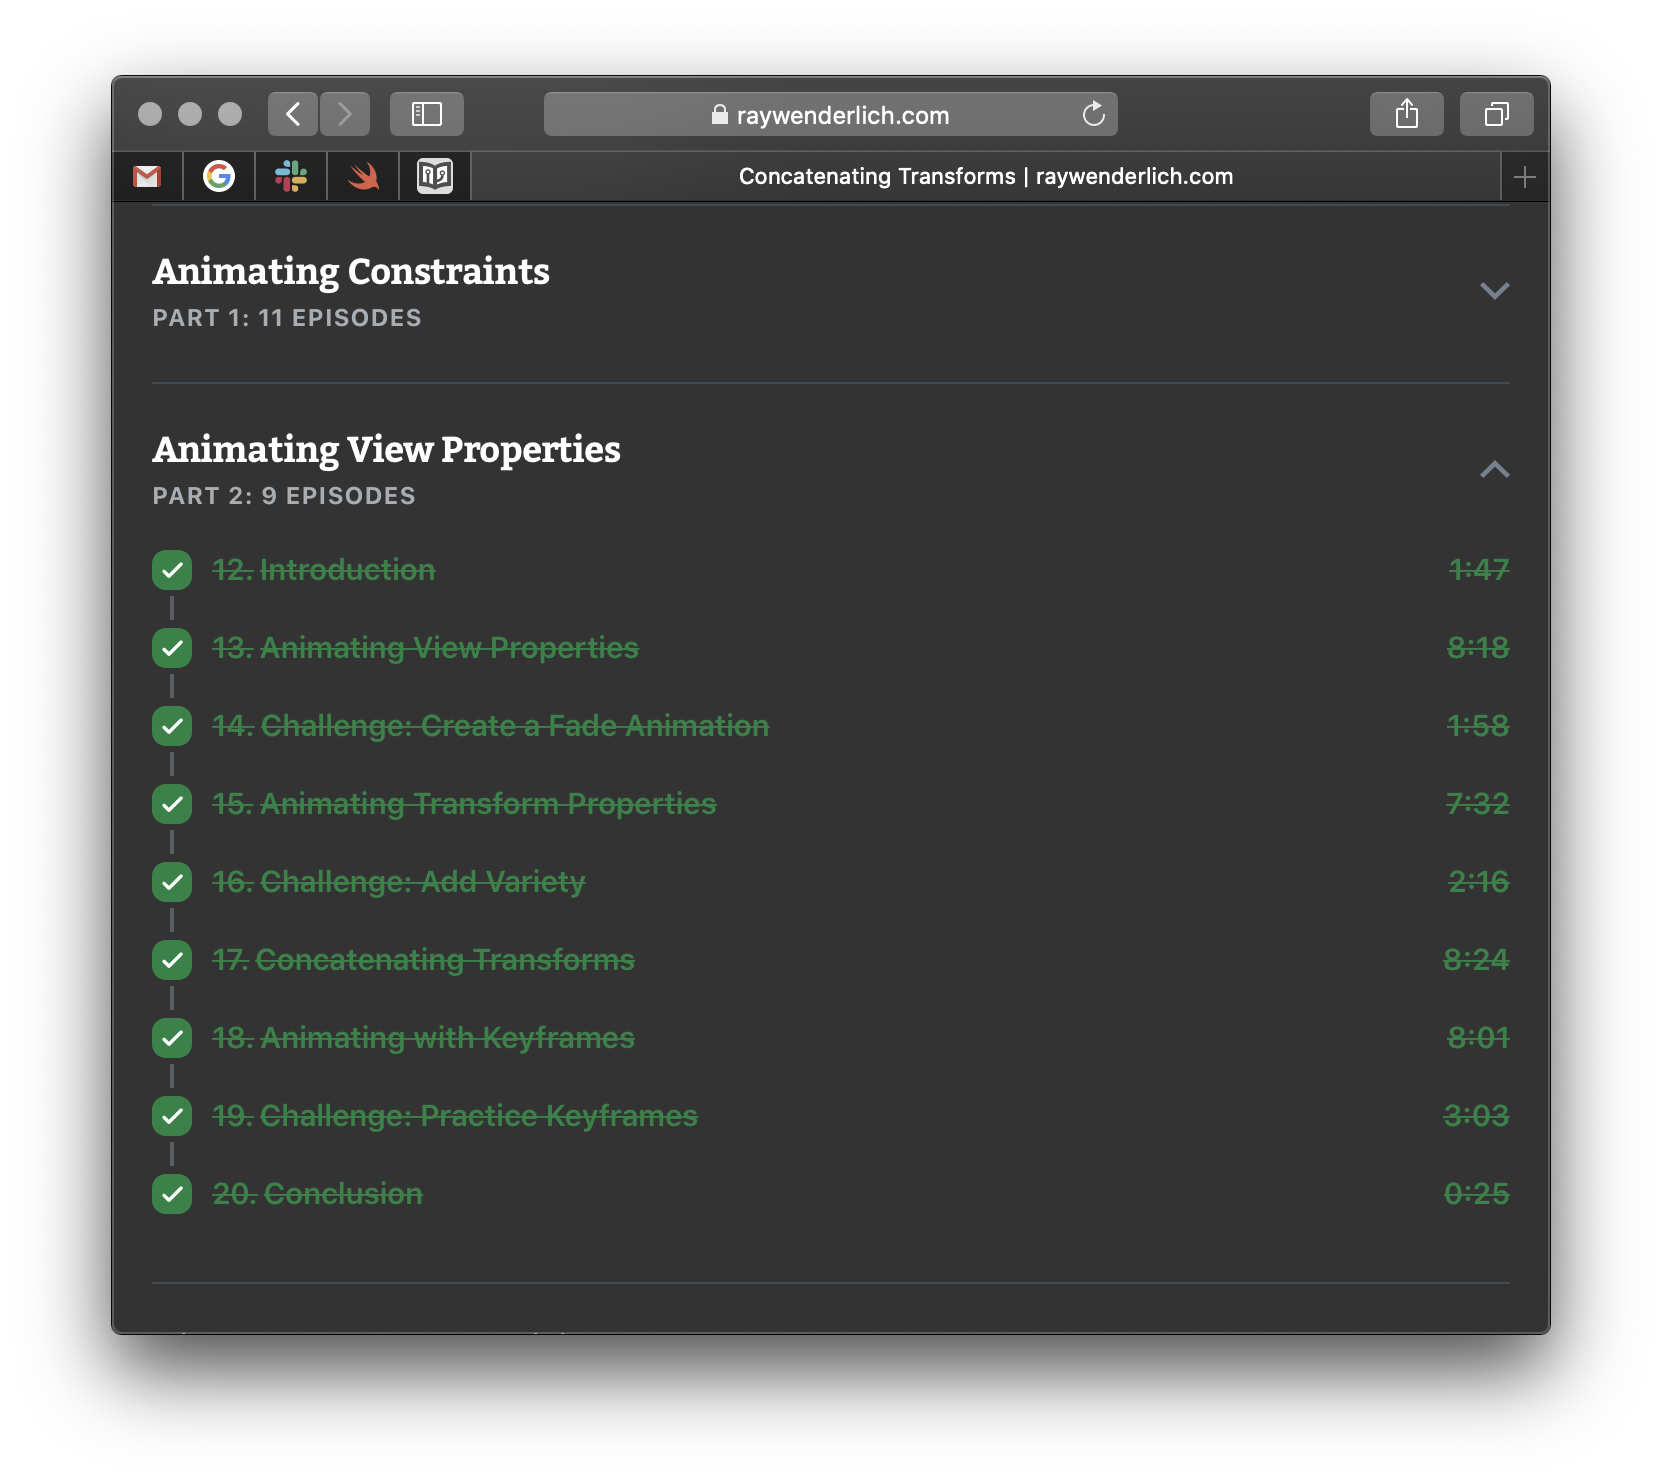 raywenderlich.com
Concatenating Transforms | raywenderlich.com
Animating Constraints
PART 1: 11 EPISODES
Animating View Properties
PART 2: 9 EPISODES
12. Introduction 1:47
13. Animating View Properties 8:18
14. Challenge: Create a Fade Animation 1:58
15. Animating Transform Properties 7:32
16. Challenge: Add Variety 2:16
17. Concatenating Transforms 8:24
18. Animating with Keyframes 8:01
19. Challenge: Practice Keyframes 3:03
20. Conclusion 0:25